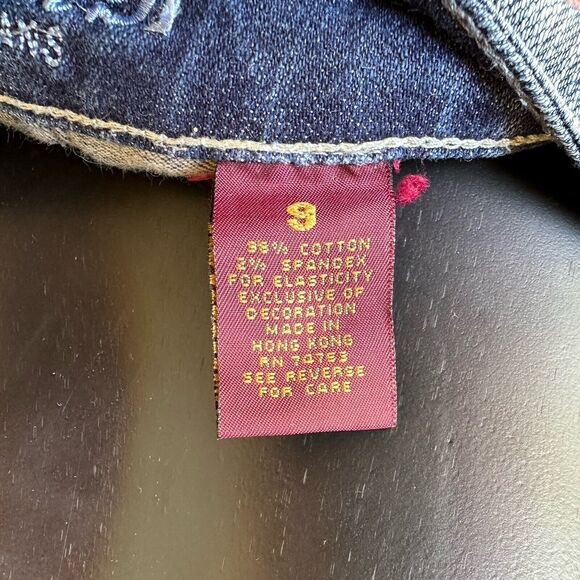 9
98% COTTON
2% SPANDEX
FOR ELASTICITY
EXCLUSIVE OF
DECORATION
MADE IN
HONG KONG
RN 74753
SEE REVERSE
FOR CARE